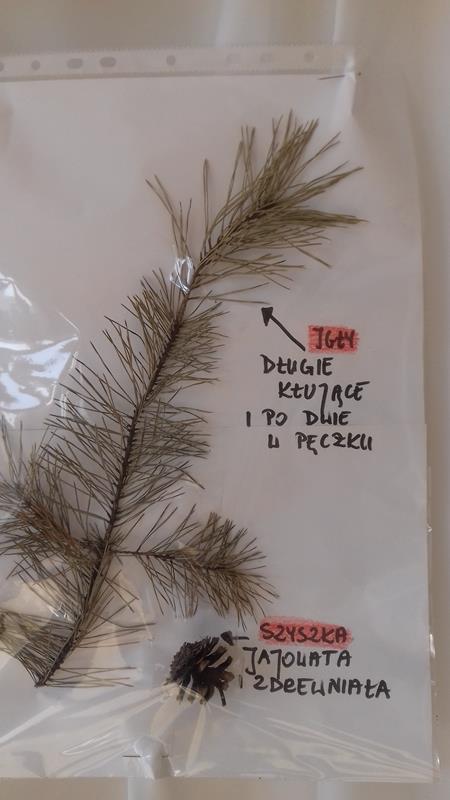 IGŁY
DŁUGIE
KŁUJĄCE
I PO DWIE
W PĘCZKU
SZYSZKA
JAJOWATA
I ZDREWNIAŁA